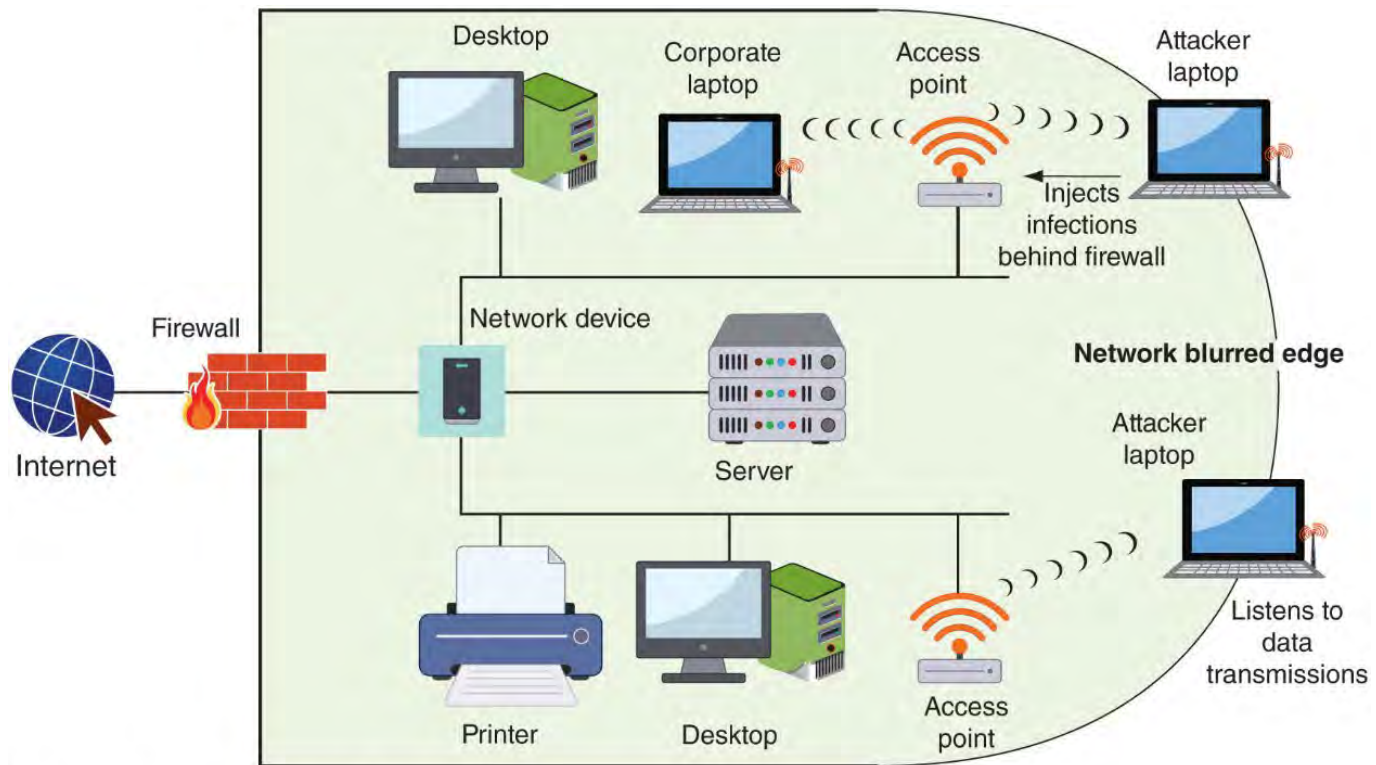 Desktop
Corporate
laptop
Access
point
Attacker
laptop
Injects
infections
behind firewall
Firewall
Network device
Network blurred edge
Internet
Server
Attacker
laptop
Listens to
data
transmissions
Printer
Desktop
Access
point